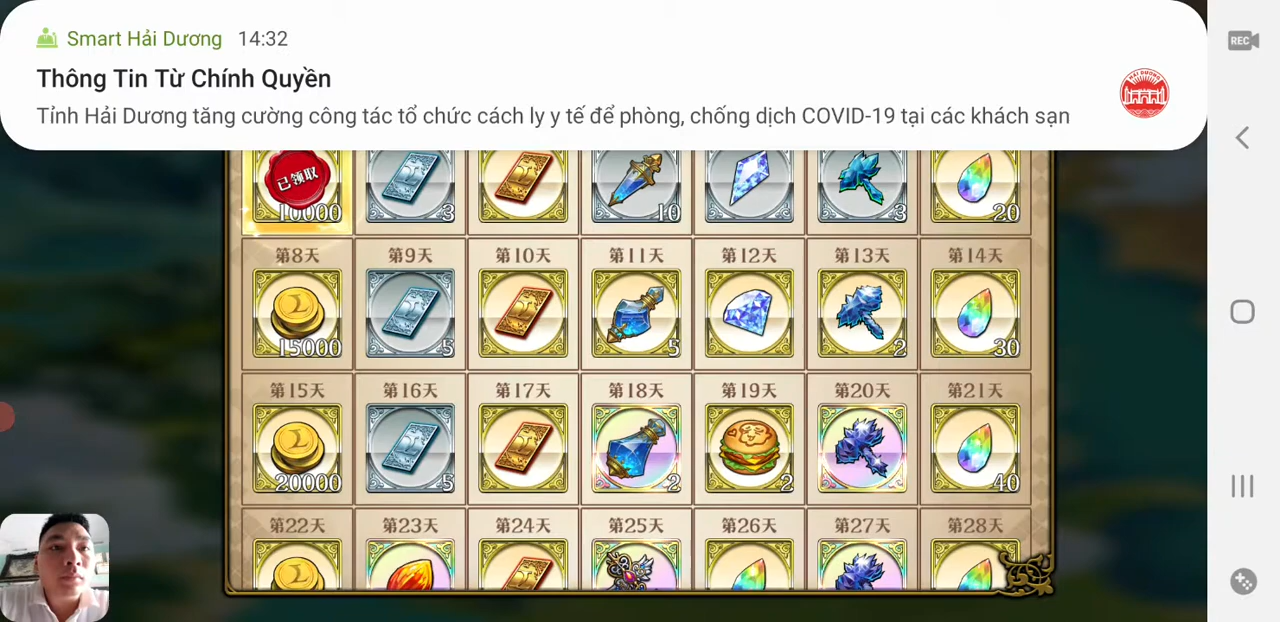 Smart Hải Dương 14:32
Thông Tin Từ Chính Quyền
Tỉnh Hải Dương tăng cường công tác tổ chức cách ly y tế để phòng, chống dịch COVID-19 tại các khách sạn
HẢI DƯƠNG
REC
已领取
10000 3 10 3 20
第8天 第9天 第10天 第11天 第12天 第13天 第14天
15000 5 5 2 30
第15天 第16天 第17天 第18天 第19天 第20天 第21天
20000 5 2 2 40
第22天 第23天 第24天 第25天 第26天 第27天 第28天